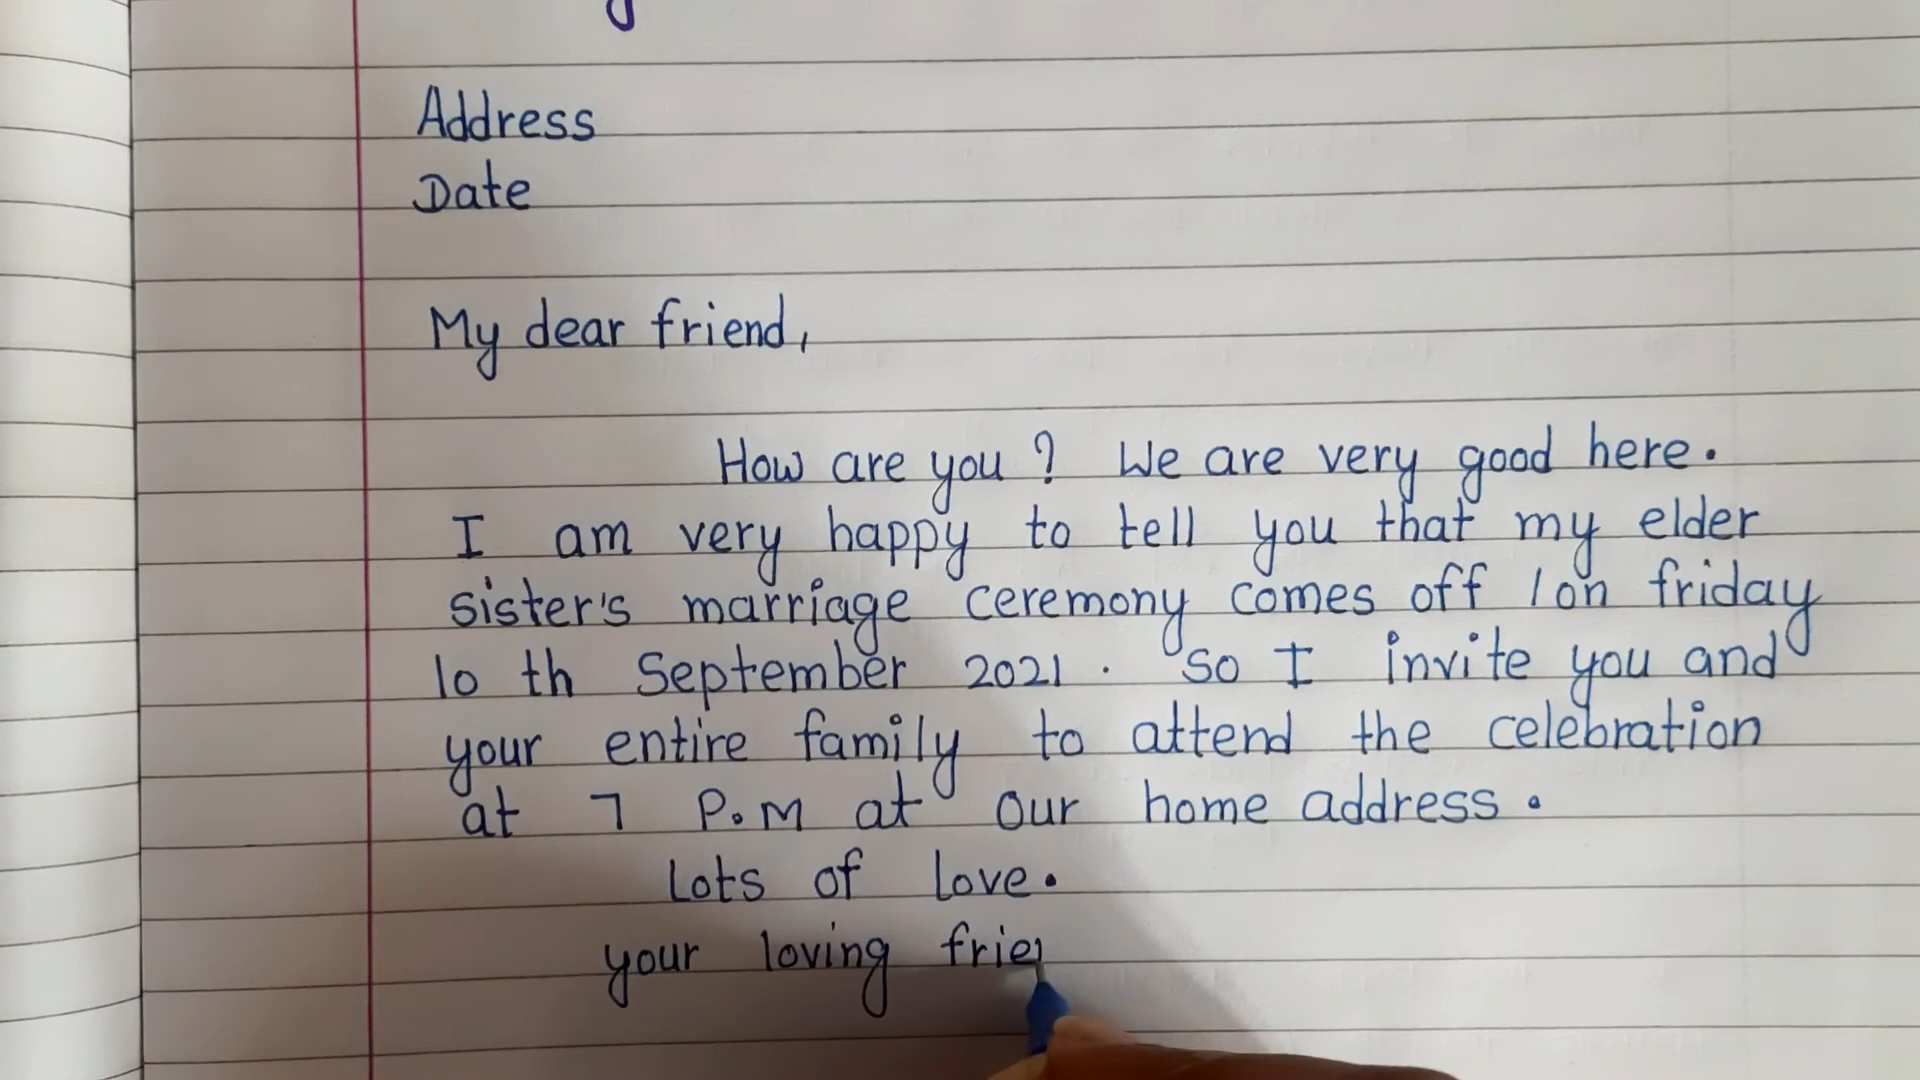 Address
Date
My dear friend,
How are you ? We are very good here.
I am very happy to tell you that my elder
sister's marriage ceremony comes off / on friday
10 th September 2021 . So I invite you and
your entire family to attend the celebration
at 7 P.M at our home address.
Lots of love.
your loving frie